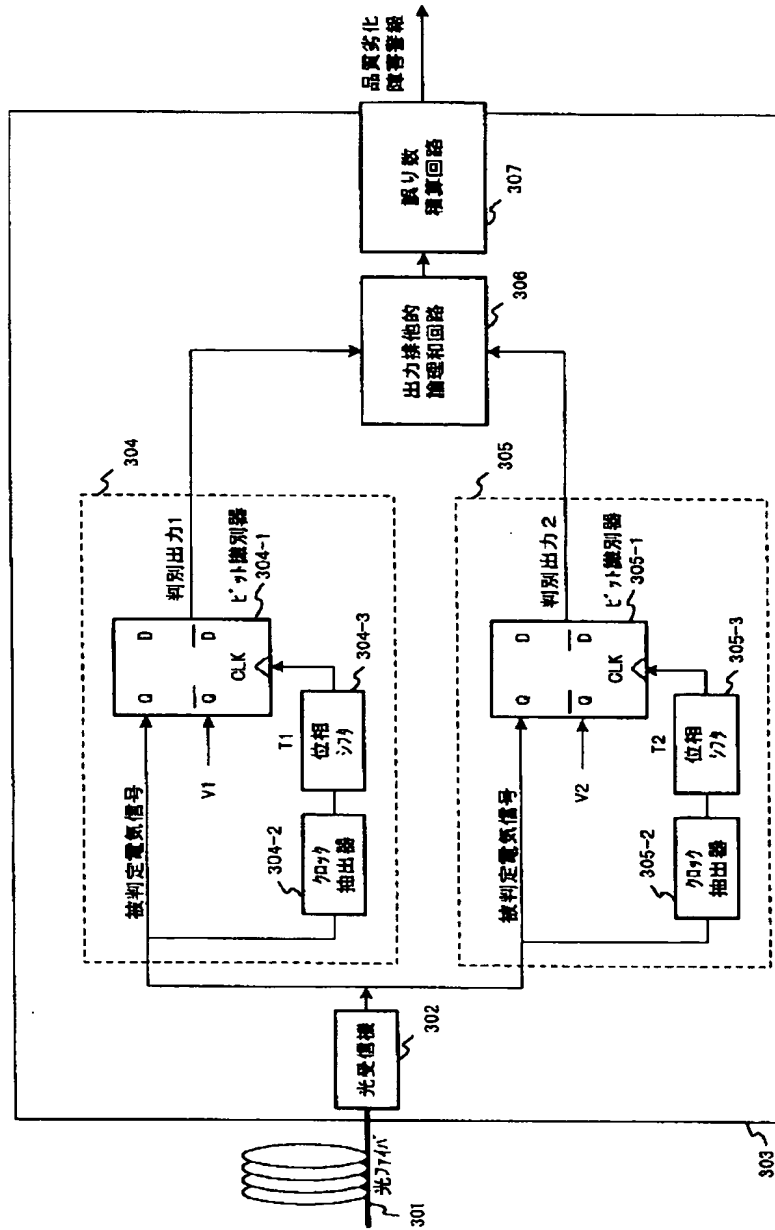 301
光ファイバ
303
光受信機
302
304
被判定電気信号
V1
Q D
Q D
CLK
判別出力1
ビット識別器
304-1
304-2
クロック
抽出器
T1
位相
シフタ
304-3
305
被判定電気信号
V2
Q D
Q D
CLK
判別出力2
ビット識別器
305-1
305-2
クロック
抽出器
T2
位相
シフタ
305-3
出力排他的
論理和回路
306
誤り数
積算回路
307
品質劣化
障害警報